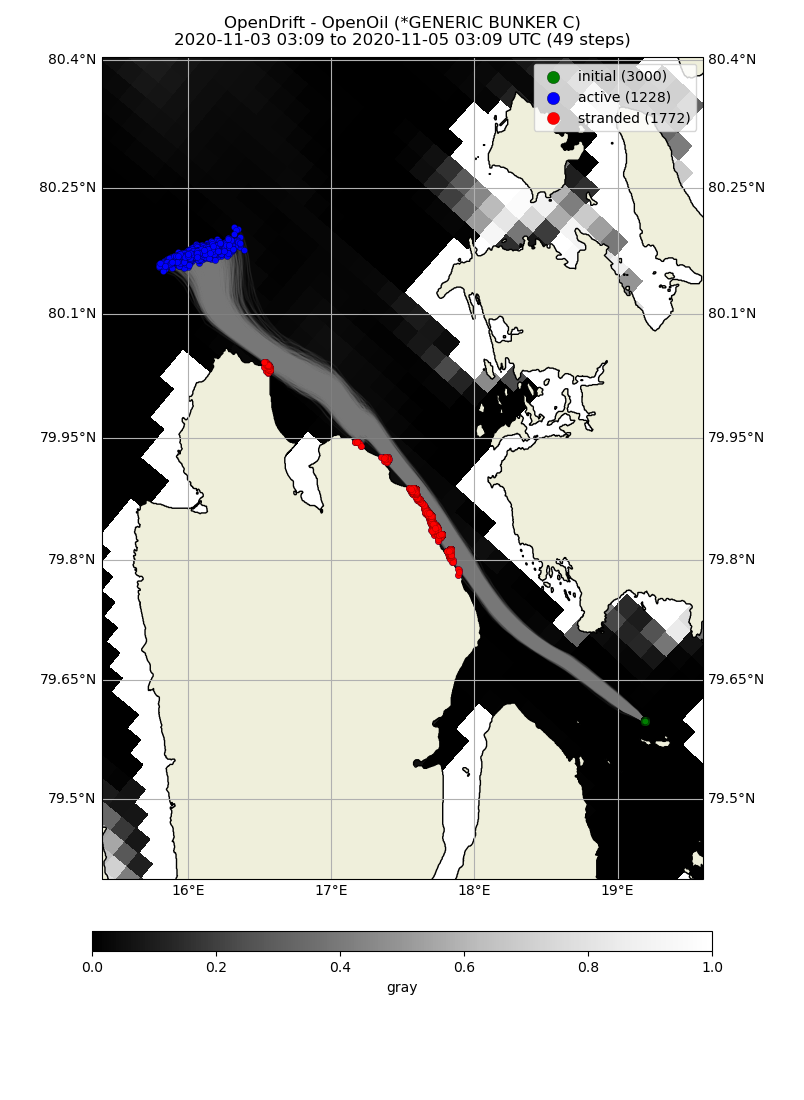 OpenDrift - OpenOil (*GENERIC BUNKER C)
2020-11-03 03:09 to 2020-11-05 03:09 UTC (49 steps)
80.4°N 80.4°N
initial (3000)
active (1228)
stranded (1772)
80.25°N 80.25°N
80.1°N 80.1°N
79.95°N 79.95°N
79.8°N 79.8°N
79.65°N 79.65°N
79.5°N 79.5°N
16°E 17°E 18°E 19°E
0.0 0.2 0.4 0.6 0.8 1.0
gray